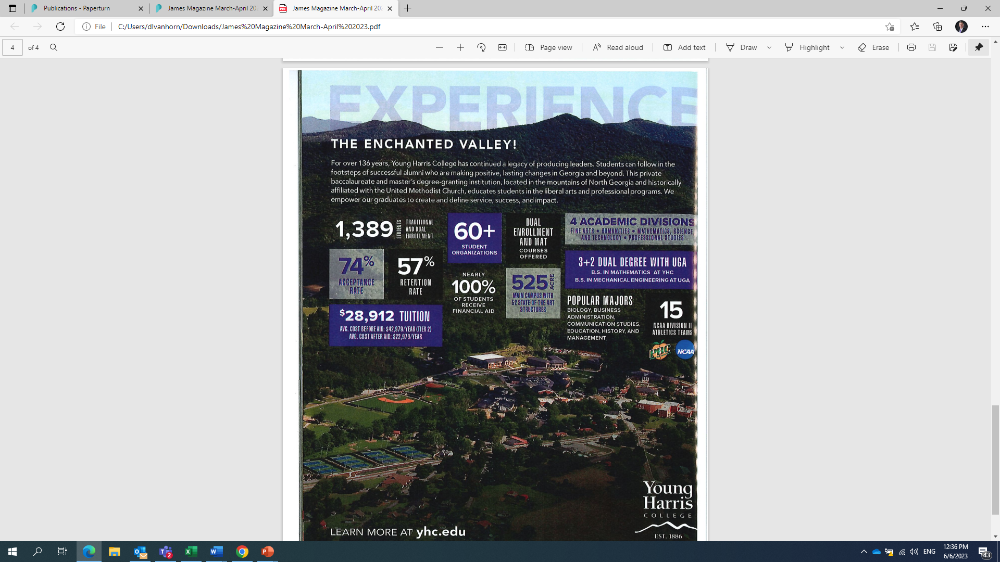 Publications - Paperturn
James Magazine March-April 202
James Magazine March-April 202
File
C:/Users/dlvanhorn/Downloads/James%20Magazine%20March-April%202023.pdf
4 of 4
Page view
Read aloud
Add text
Draw
Highlight
Erase
EXPERIENCE
THE ENCHANTED VALLEY!
For over 136 years, Young Harris College has continued a legacy of producing leaders. Students can follow in the
footsteps of successful alumni who are making positive, lasting changes in Georgia and beyond. This private
baccalaureate and master's degree-granting institution, located in the mountains of North Georgia and historically
affiliated with the United Methodist Church, educates students in the liberal arts and professional programs. We
empower our graduates to create and define service, success, and impact.
1,389 STUDENTS
TRADITIONAL
AND DUAL
ENROLLMENT
74%
ACCEPTANCE
RATE
57%
RETENTION
RATE
$28,912 TUITION
AVG. COST BEFORE AID: $42,979/YEAR (TIER 2)
AVG. COST AFTER AID: $22,979/YEAR
60+
STUDENT
ORGANIZATIONS
NEARLY
100%
OF STUDENTS
RECEIVE
FINANCIAL AID
DUAL
ENROLLMENT
AND MAT
COURSES
OFFERED
525 ACRE
MAIN CAMPUS WITH
52 STATE-OF-THE-ART
STRUCTURES
4 ACADEMIC DIVISIONS
FINE ARTS • HUMANITIES • MATHEMATICS, SCIENCE,
AND TECHNOLOGY • PROFESSIONAL STUDIES
3+2 DUAL DEGREE WITH UGA
B.S. IN MATHEMATICS AT YHC
B.S. IN MECHANICAL ENGINEERING AT UGA
POPULAR MAJORS
BIOLOGY, BUSINESS
ADMINISTRATION,
COMMUNICATION STUDIES,
EDUCATION, HISTORY, AND
MANAGEMENT
15
NCAA DIVISION II
ATHLETICS TEAMS
PBC
NCAA
Young
Harris
COLLEGE
EST. 1886
LEARN MORE AT yhc.edu
2
ENG
12:36 PM
6/6/2023
43